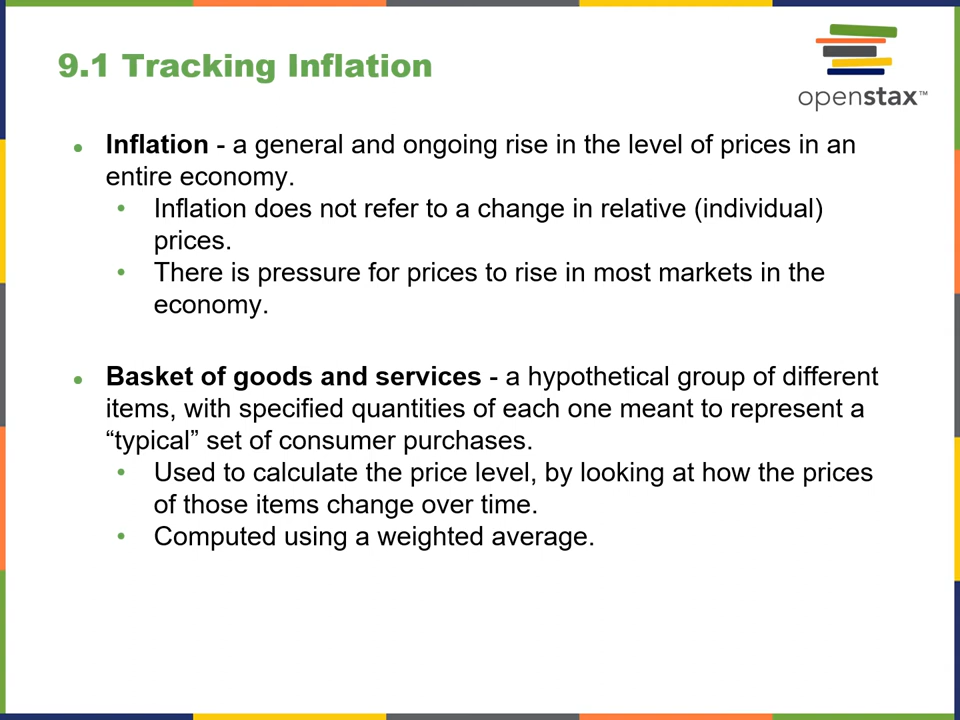 9.1 Tracking Inflation
openstax™
• Inflation - a general and ongoing rise in the level of prices in an
entire economy.
• Inflation does not refer to a change in relative (individual)
prices.
• There is pressure for prices to rise in most markets in the
economy.
• Basket of goods and services - a hypothetical group of different
items, with specified quantities of each one meant to represent a
“typical” set of consumer purchases.
• Used to calculate the price level, by looking at how the prices
of those items change over time.
• Computed using a weighted average.